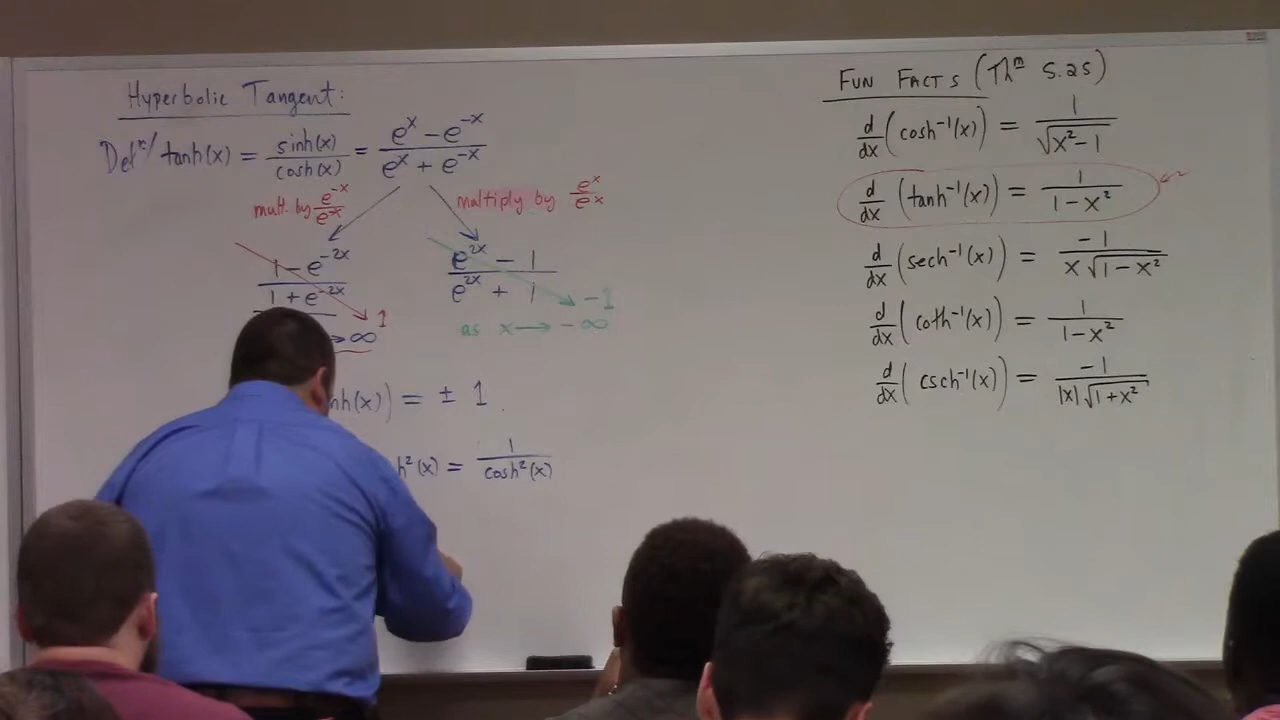 Hyperbolic Tangent:
Defⁿ/ tanh(x) = sinh(x)/cosh(x) = (e^x − e^-x)/(e^x + e^-x)
mult. by e^-x/e^-x
multiply by e^x/e^x
(1 − e^-2x)/(1 + e^-2x)
(e^2x − 1)/(e^2x + 1)
1
−1
→ ∞
as x → −∞
nh(x)) = ± 1
h²(x) = 1/cosh²(x)
FUN FACTS (Thᵐ 5.25)
d/dx (cosh⁻¹(x)) = 1/√(x²−1)
d/dx (tanh⁻¹(x)) = 1/(1−x²)
d/dx (sech⁻¹(x)) = −1/(x√(1−x²))
d/dx (coth⁻¹(x)) = 1/(1−x²)
d/dx (csch⁻¹(x)) = −1/(|x|√(1+x²))